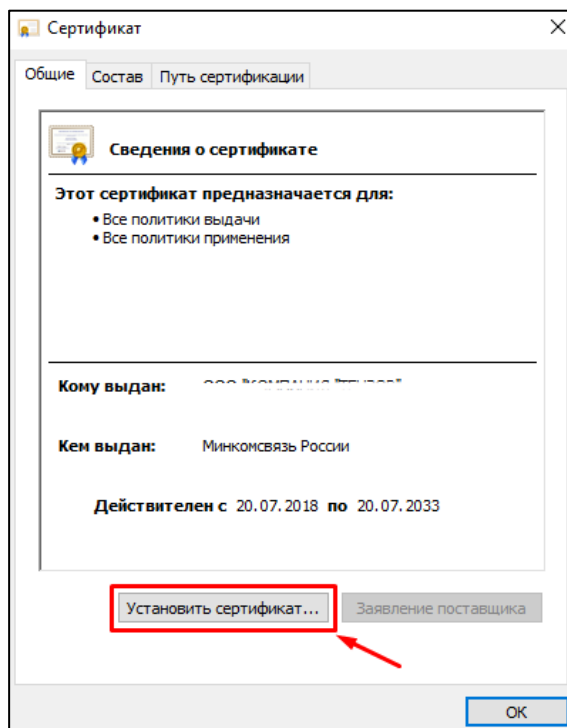 Сертификат
Общие Состав Путь сертификации
Сведения о сертификате
Этот сертификат предназначается для:
• Все политики выдачи
• Все политики применения
Кому выдан:
Кем выдан: Минкомсвязь России
Действителен с 20.07.2018 по 20.07.2033
Установить сертификат... Заявление поставщика
ОК